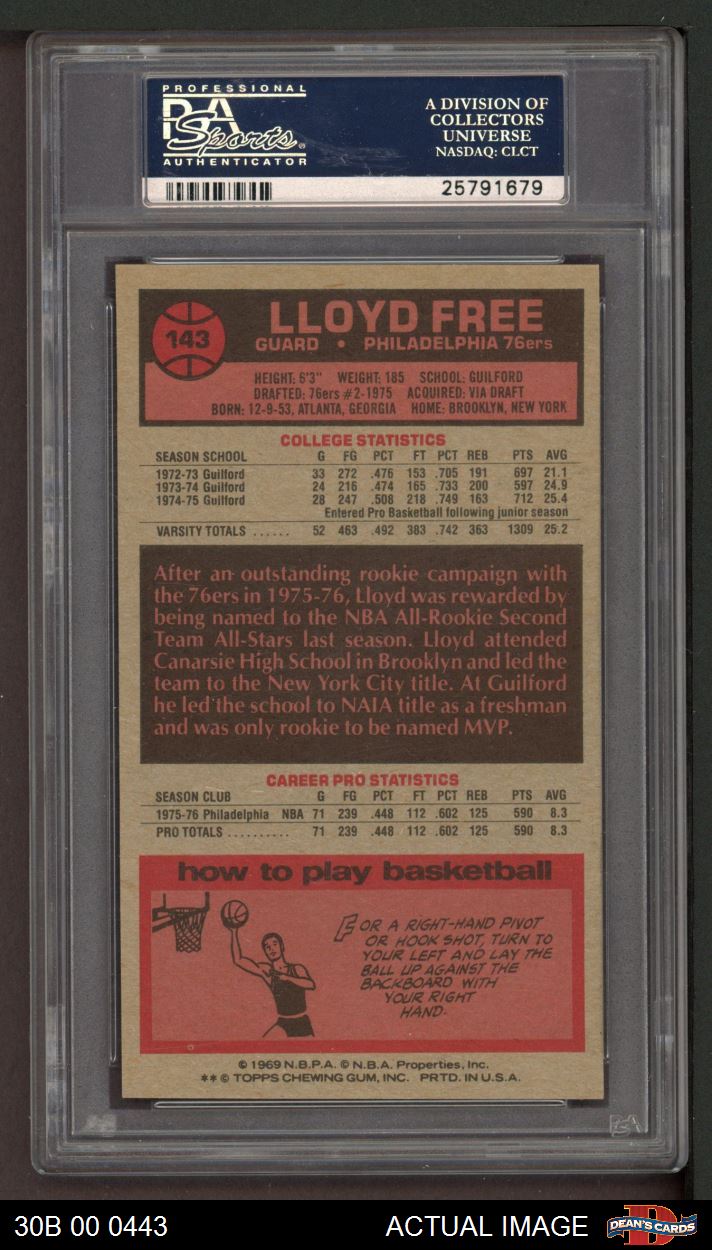 PROFESSIONAL
PSA
Sports
AUTHENTICATOR
A DIVISION OF
COLLECTORS
UNIVERSE
NASDAQ: CLCT
25791679
143
LLOYD FREE
GUARD • PHILADELPHIA 76ers
HEIGHT: 6'3" WEIGHT: 185 SCHOOL: GUILFORD
DRAFTED: 76ers #2-1975 ACQUIRED: VIA DRAFT
BORN: 12-9-53, ATLANTA, GEORGIA HOME: BROOKLYN, NEW YORK
COLLEGE STATISTICS
SEASON SCHOOL G FG PCT FT PCT REB PTS AVG
1972-73 Guilford 33 272 .476 153 .705 191 697 21.1
1973-74 Guilford 24 216 .474 165 .733 200 597 24.9
1974-75 Guilford 28 247 .508 218 .749 163 712 25.4
Entered Pro Basketball following junior season
VARSITY TOTALS ...... 52 463 .492 383 .742 363 1309 25.2
After an outstanding rookie campaign with
the 76ers in 1975-76, Lloyd was rewarded by
being named to the NBA All-Rookie Second
Team All-Stars last season. Lloyd attended
Canarsie High School in Brooklyn and led the
team to the New York City title. At Guilford
he led the school to NAIA title as a freshman
and was only rookie to be named MVP.
CAREER PRO STATISTICS
SEASON CLUB G FG PCT FT PCT REB PTS AVG
1975-76 Philadelphia NBA 71 239 .448 112 .602 125 590 8.3
PRO TOTALS .......... 71 239 .448 112 .602 125 590 8.3
how to play basketball
FOR A RIGHT-HAND PIVOT
OR HOOK SHOT, TURN TO
YOUR LEFT AND LAY THE
BALL UP AGAINST THE
BACKBOARD WITH
YOUR RIGHT
HAND.
© 1969 N.B.P.A. © N.B.A. Properties, Inc.
** © TOPPS CHEWING GUM, INC. PRTD. IN U.S.A.
PSA
30B 00 0443
ACTUAL IMAGE
D
DEAN'S CARDS